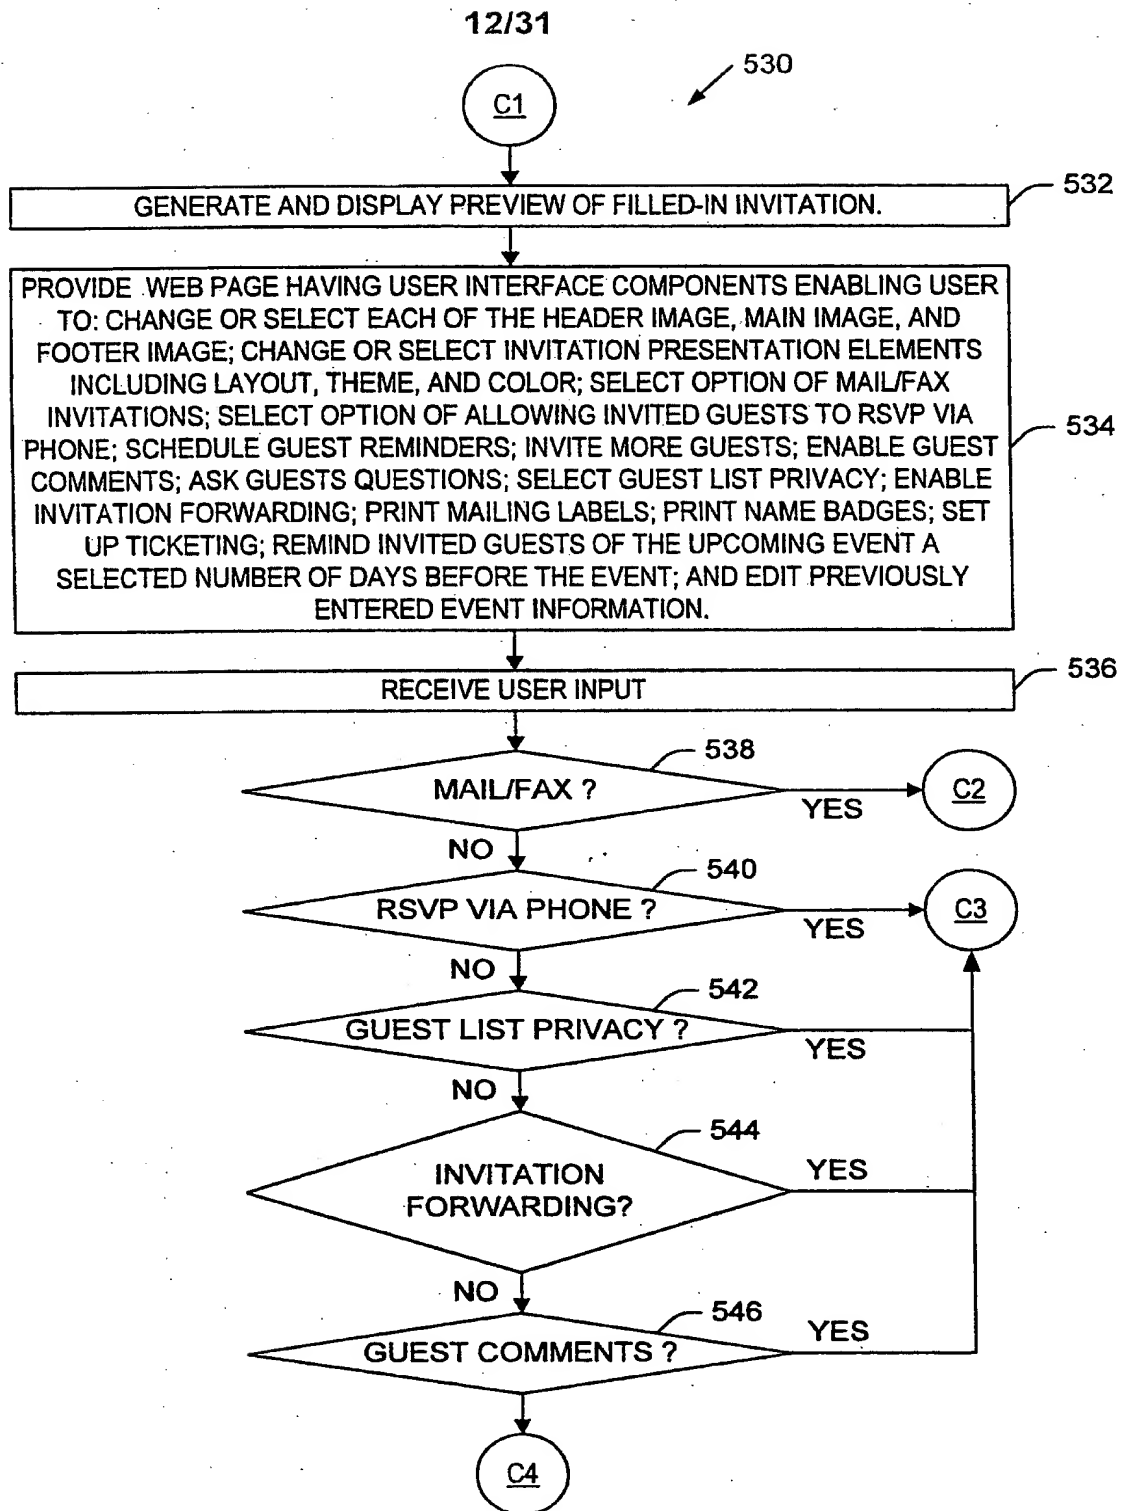 12/31
530
C1
532
GENERATE AND DISPLAY PREVIEW OF FILLED-IN INVITATION.
PROVIDE WEB PAGE HAVING USER INTERFACE COMPONENTS ENABLING USER
TO: CHANGE OR SELECT EACH OF THE HEADER IMAGE, MAIN IMAGE, AND
FOOTER IMAGE; CHANGE OR SELECT INVITATION PRESENTATION ELEMENTS
INCLUDING LAYOUT, THEME, AND COLOR; SELECT OPTION OF MAIL/FAX
INVITATIONS; SELECT OPTION OF ALLOWING INVITED GUESTS TO RSVP VIA
PHONE; SCHEDULE GUEST REMINDERS; INVITE MORE GUESTS; ENABLE GUEST
COMMENTS; ASK GUESTS QUESTIONS; SELECT GUEST LIST PRIVACY; ENABLE
INVITATION FORWARDING; PRINT MAILING LABELS; PRINT NAME BADGES; SET
UP TICKETING; REMIND INVITED GUESTS OF THE UPCOMING EVENT A
SELECTED NUMBER OF DAYS BEFORE THE EVENT; AND EDIT PREVIOUSLY
ENTERED EVENT INFORMATION.
534
RECEIVE USER INPUT
536
538
MAIL/FAX ?
YES
C2
NO
540
RSVP VIA PHONE ?
YES
C3
NO
542
GUEST LIST PRIVACY ?
YES
NO
544
INVITATION
FORWARDING?
YES
NO
546
GUEST COMMENTS ?
YES
C4